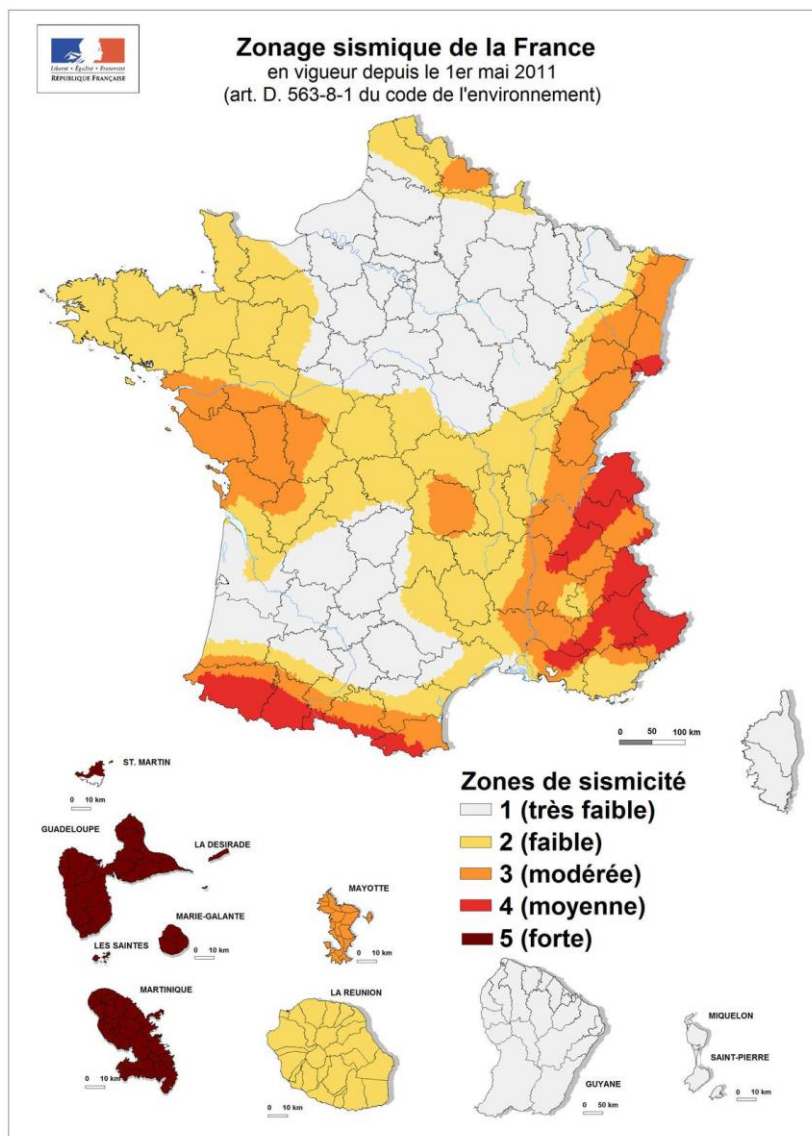 Liberté • Égalité • Fraternité
RÉPUBLIQUE FRANÇAISE
Zonage sismique de la France
en vigueur depuis le 1er mai 2011
(art. D. 563-8-1 du code de l'environnement)
0 50 100 km
ST. MARTIN
0 10 km
GUADELOUPE
LA DESIRADE
MARIE-GALANTE
0 10 km
LES SAINTES
MARTINIQUE
0 10 km
MAYOTTE
0 10 km
LA REUNION
0 10 km
Zones de sismicité
1 (très faible)
2 (faible)
3 (modérée)
4 (moyenne)
5 (forte)
GUYANE
0 50 km
MIQUELON
SAINT-PIERRE
0 10 km